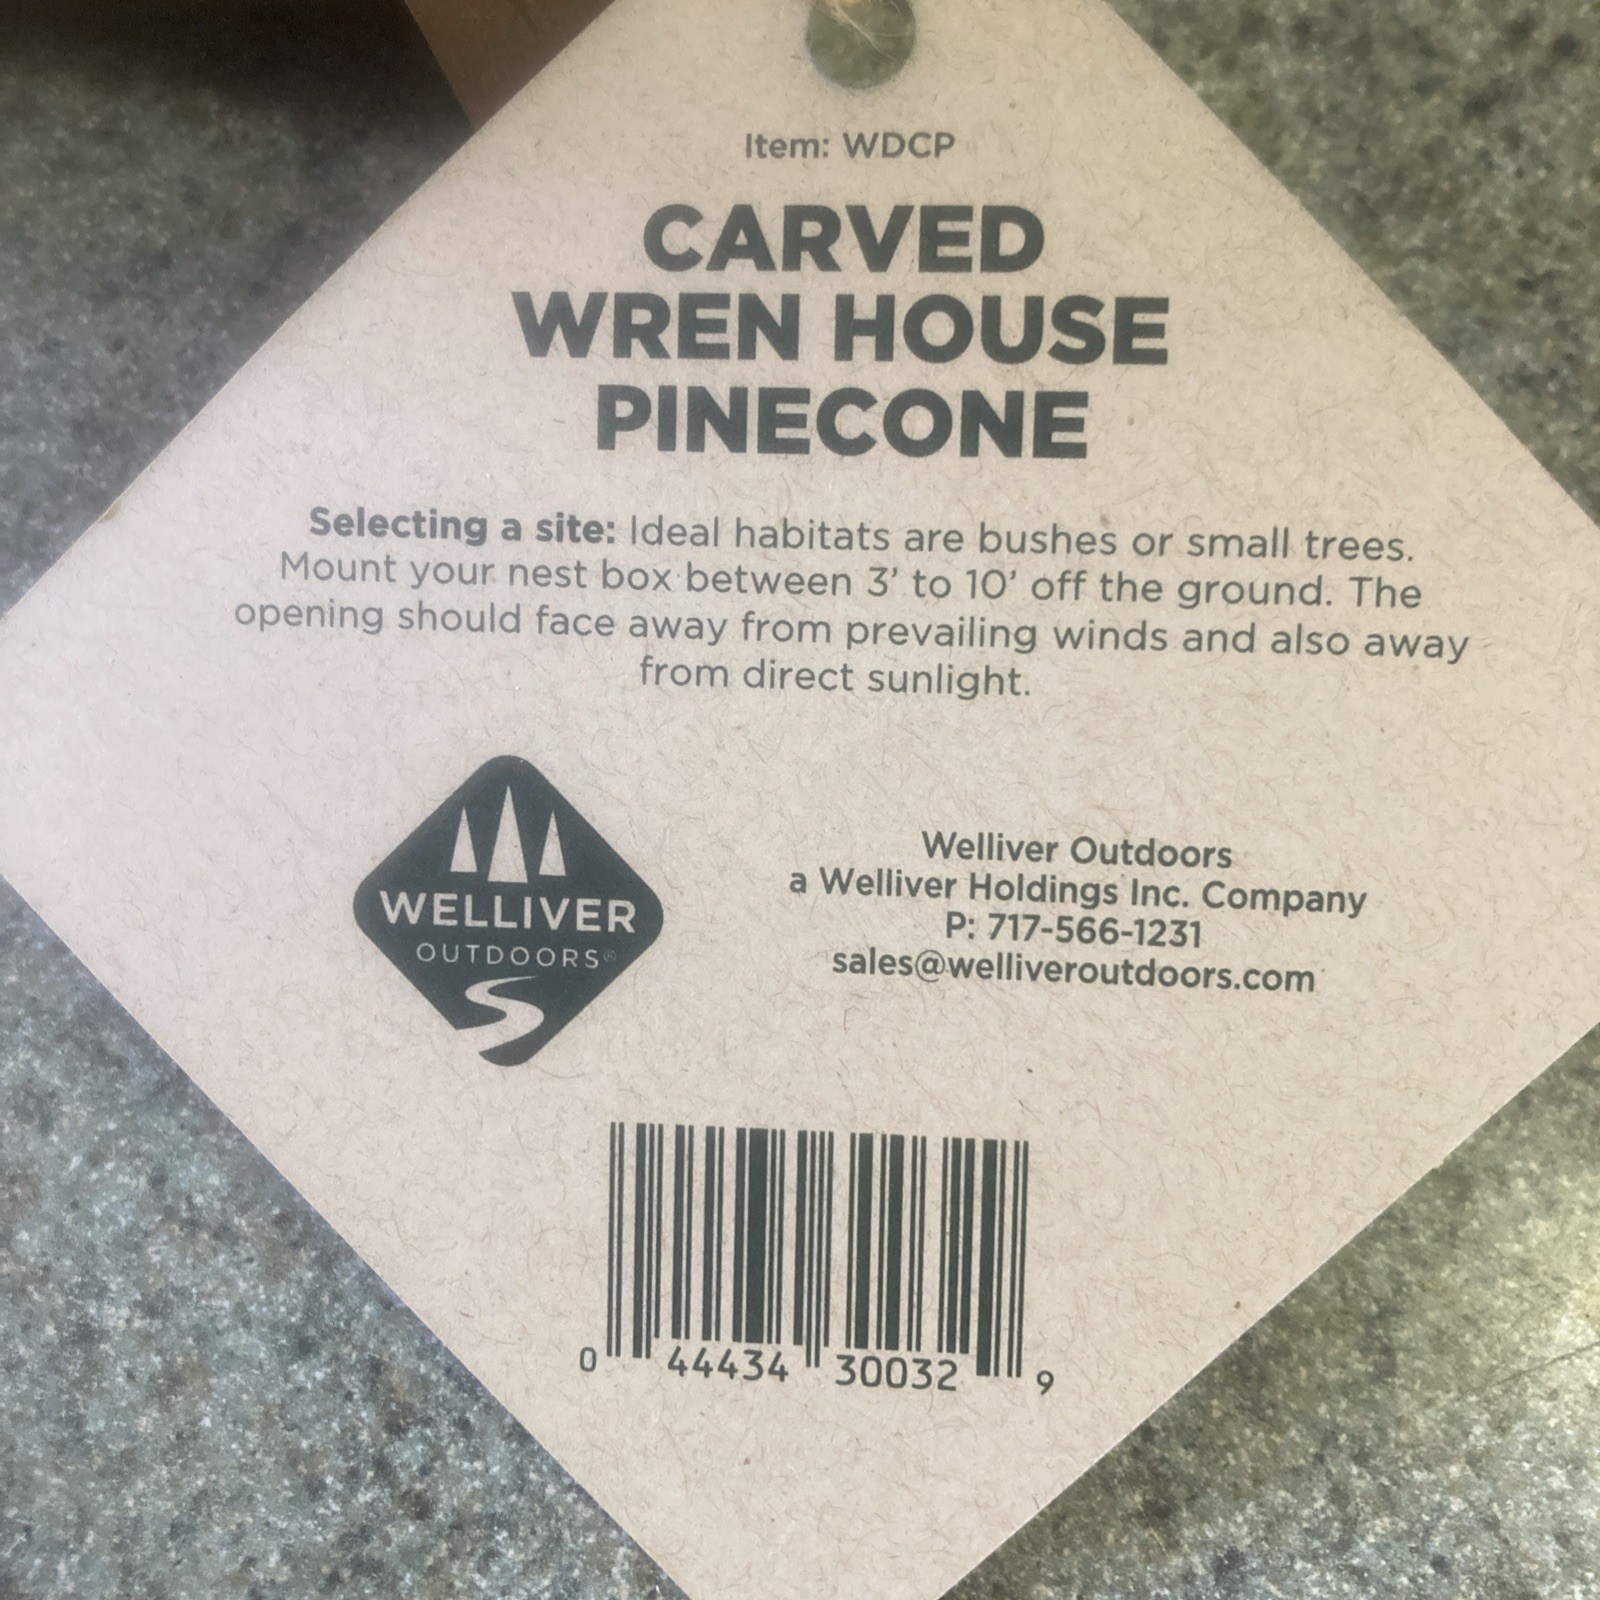 Item: WDCP
CARVED
WREN HOUSE
PINECONE
Selecting a site: Ideal habitats are bushes or small trees.
Mount your nest box between 3' to 10' off the ground. The
opening should face away from prevailing winds and also away
from direct sunlight.
WELLIVER
OUTDOORS®
Welliver Outdoors
a Welliver Holdings Inc. Company
P: 717-566-1231
sales@welliveroutdoors.com
0 44434 30032 9